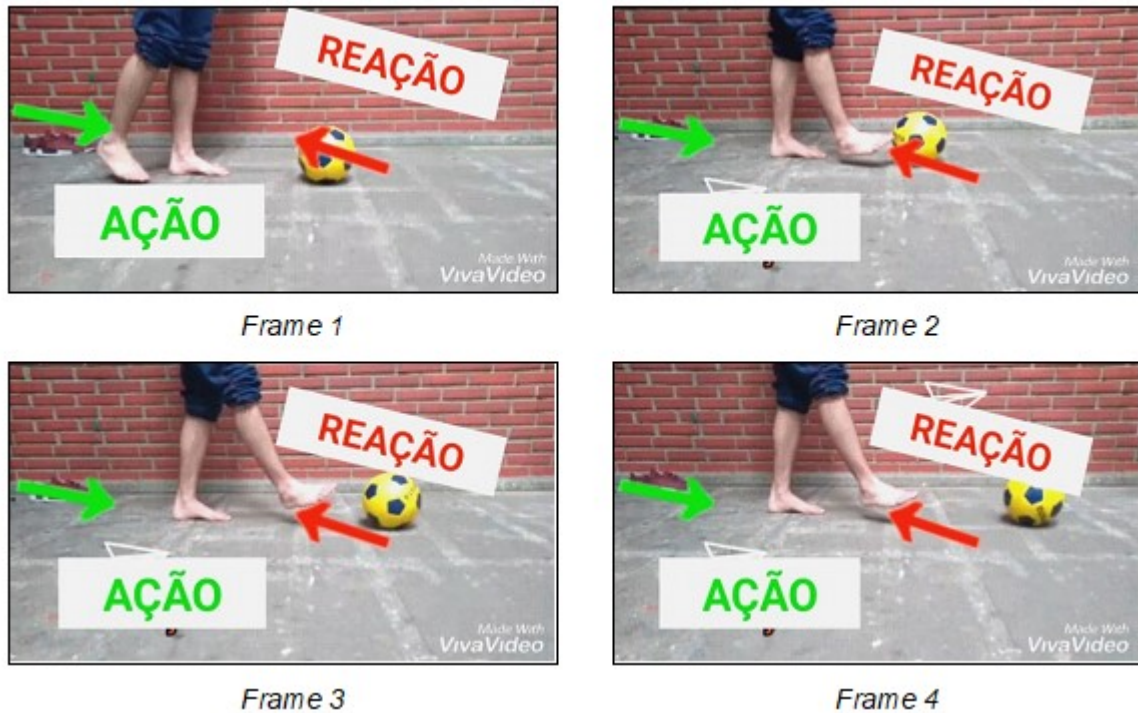 REAÇÃO
AÇÃO
Made With
VivaVideo
Frame 1
REAÇÃO
AÇÃO
Made With
VivaVideo
Frame 2
REAÇÃO
AÇÃO
Made With
VivaVideo
Frame 3
REAÇÃO
AÇÃO
Made With
VivaVideo
Frame 4